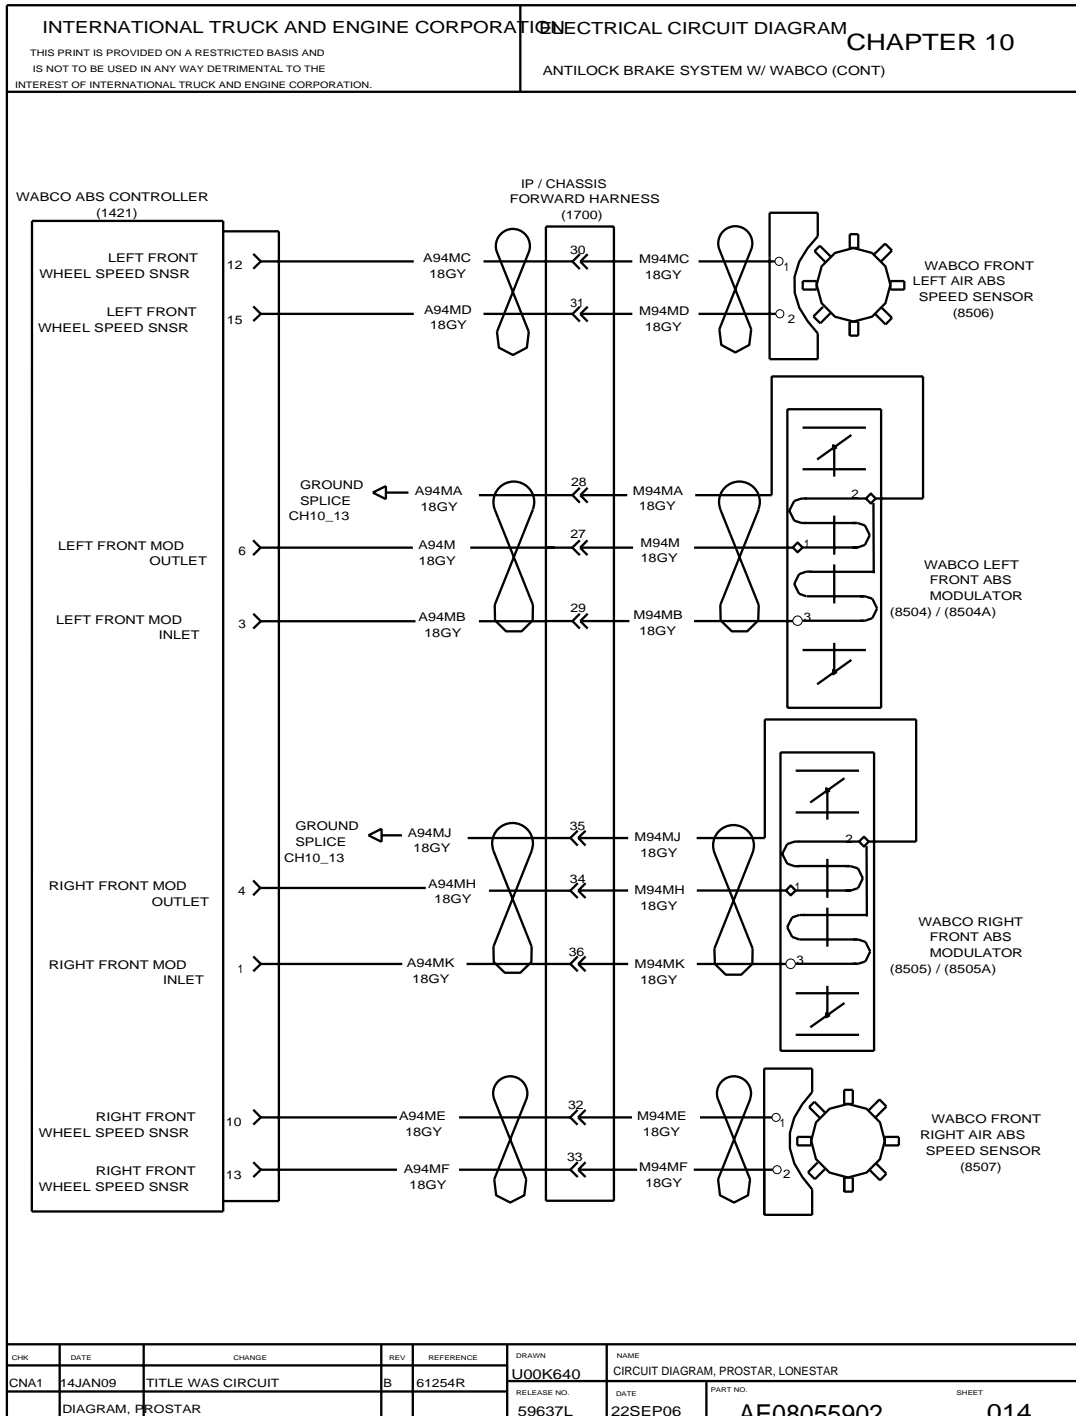 INTERNATIONAL TRUCK AND ENGINE CORPORATION
THIS PRINT IS PROVIDED ON A RESTRICTED BASIS AND
IS NOT TO BE USED IN ANY WAY DETRIMENTAL TO THE
INTEREST OF INTERNATIONAL TRUCK AND ENGINE CORPORATION.
ELECTRICAL CIRCUIT DIAGRAM
CHAPTER 10
ANTILOCK BRAKE SYSTEM W/ WABCO (CONT)
WABCO ABS CONTROLLER
(1421)
IP / CHASSIS
FORWARD HARNESS
(1700)
LEFT FRONT
WHEEL SPEED SNSR
12
A94MC
18GY
30
M94MC
18GY
1
LEFT FRONT
WHEEL SPEED SNSR
15
A94MD
18GY
31
M94MD
18GY
2
WABCO FRONT
LEFT AIR ABS
SPEED SENSOR
(8506)
GROUND
SPLICE
CH10_13
A94MA
18GY
28
M94MA
18GY
2
LEFT FRONT MOD
OUTLET
6
A94M
18GY
27
M94M
18GY
1
LEFT FRONT MOD
INLET
3
A94MB
18GY
29
M94MB
18GY
3
WABCO LEFT
FRONT ABS
MODULATOR
(8504) / (8504A)
GROUND
SPLICE
CH10_13
A94MJ
18GY
35
M94MJ
18GY
2
RIGHT FRONT MOD
OUTLET
4
A94MH
18GY
34
M94MH
18GY
1
RIGHT FRONT MOD
INLET
1
A94MK
18GY
36
M94MK
18GY
3
WABCO RIGHT
FRONT ABS
MODULATOR
(8505) / (8505A)
RIGHT FRONT
WHEEL SPEED SNSR
10
A94ME
18GY
32
M94ME
18GY
1
RIGHT FRONT
WHEEL SPEED SNSR
13
A94MF
18GY
33
M94MF
18GY
2
WABCO FRONT
RIGHT AIR ABS
SPEED SENSOR
(8507)
CHK DATE CHANGE REV REFERENCE
CNA1 14JAN09 TITLE WAS CIRCUIT B 61254R
DIAGRAM, PROSTAR
DRAWN
U00K640
NAME
CIRCUIT DIAGRAM, PROSTAR, LONESTAR
RELEASE NO.
59637L
DATE
22SEP06
PART NO.
AE08055902
SHEET
014